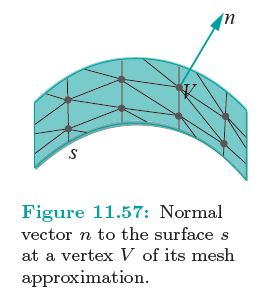 n
V
s
Figure 11.57: Normal
vector n to the surface s
at a vertex V of its mesh
approximation.